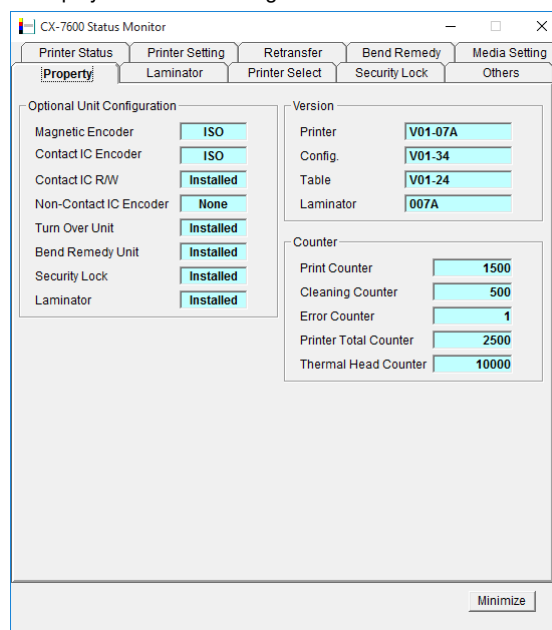 CX-7600 Status Monitor
Printer Status Printer Setting Retransfer Bend Remedy Media Setting
Property Laminator Printer Select Security Lock Others
Optional Unit Configuration
Magnetic Encoder ISO
Contact IC Encoder ISO
Contact IC R/W Installed
Non-Contact IC Encoder None
Turn Over Unit Installed
Bend Remedy Unit Installed
Security Lock Installed
Laminator Installed
Version
Printer V01-07A
Config. V01-34
Table V01-24
Laminator 007A
Counter
Print Counter 1500
Cleaning Counter 500
Error Counter 1
Printer Total Counter 2500
Thermal Head Counter 10000
Minimize